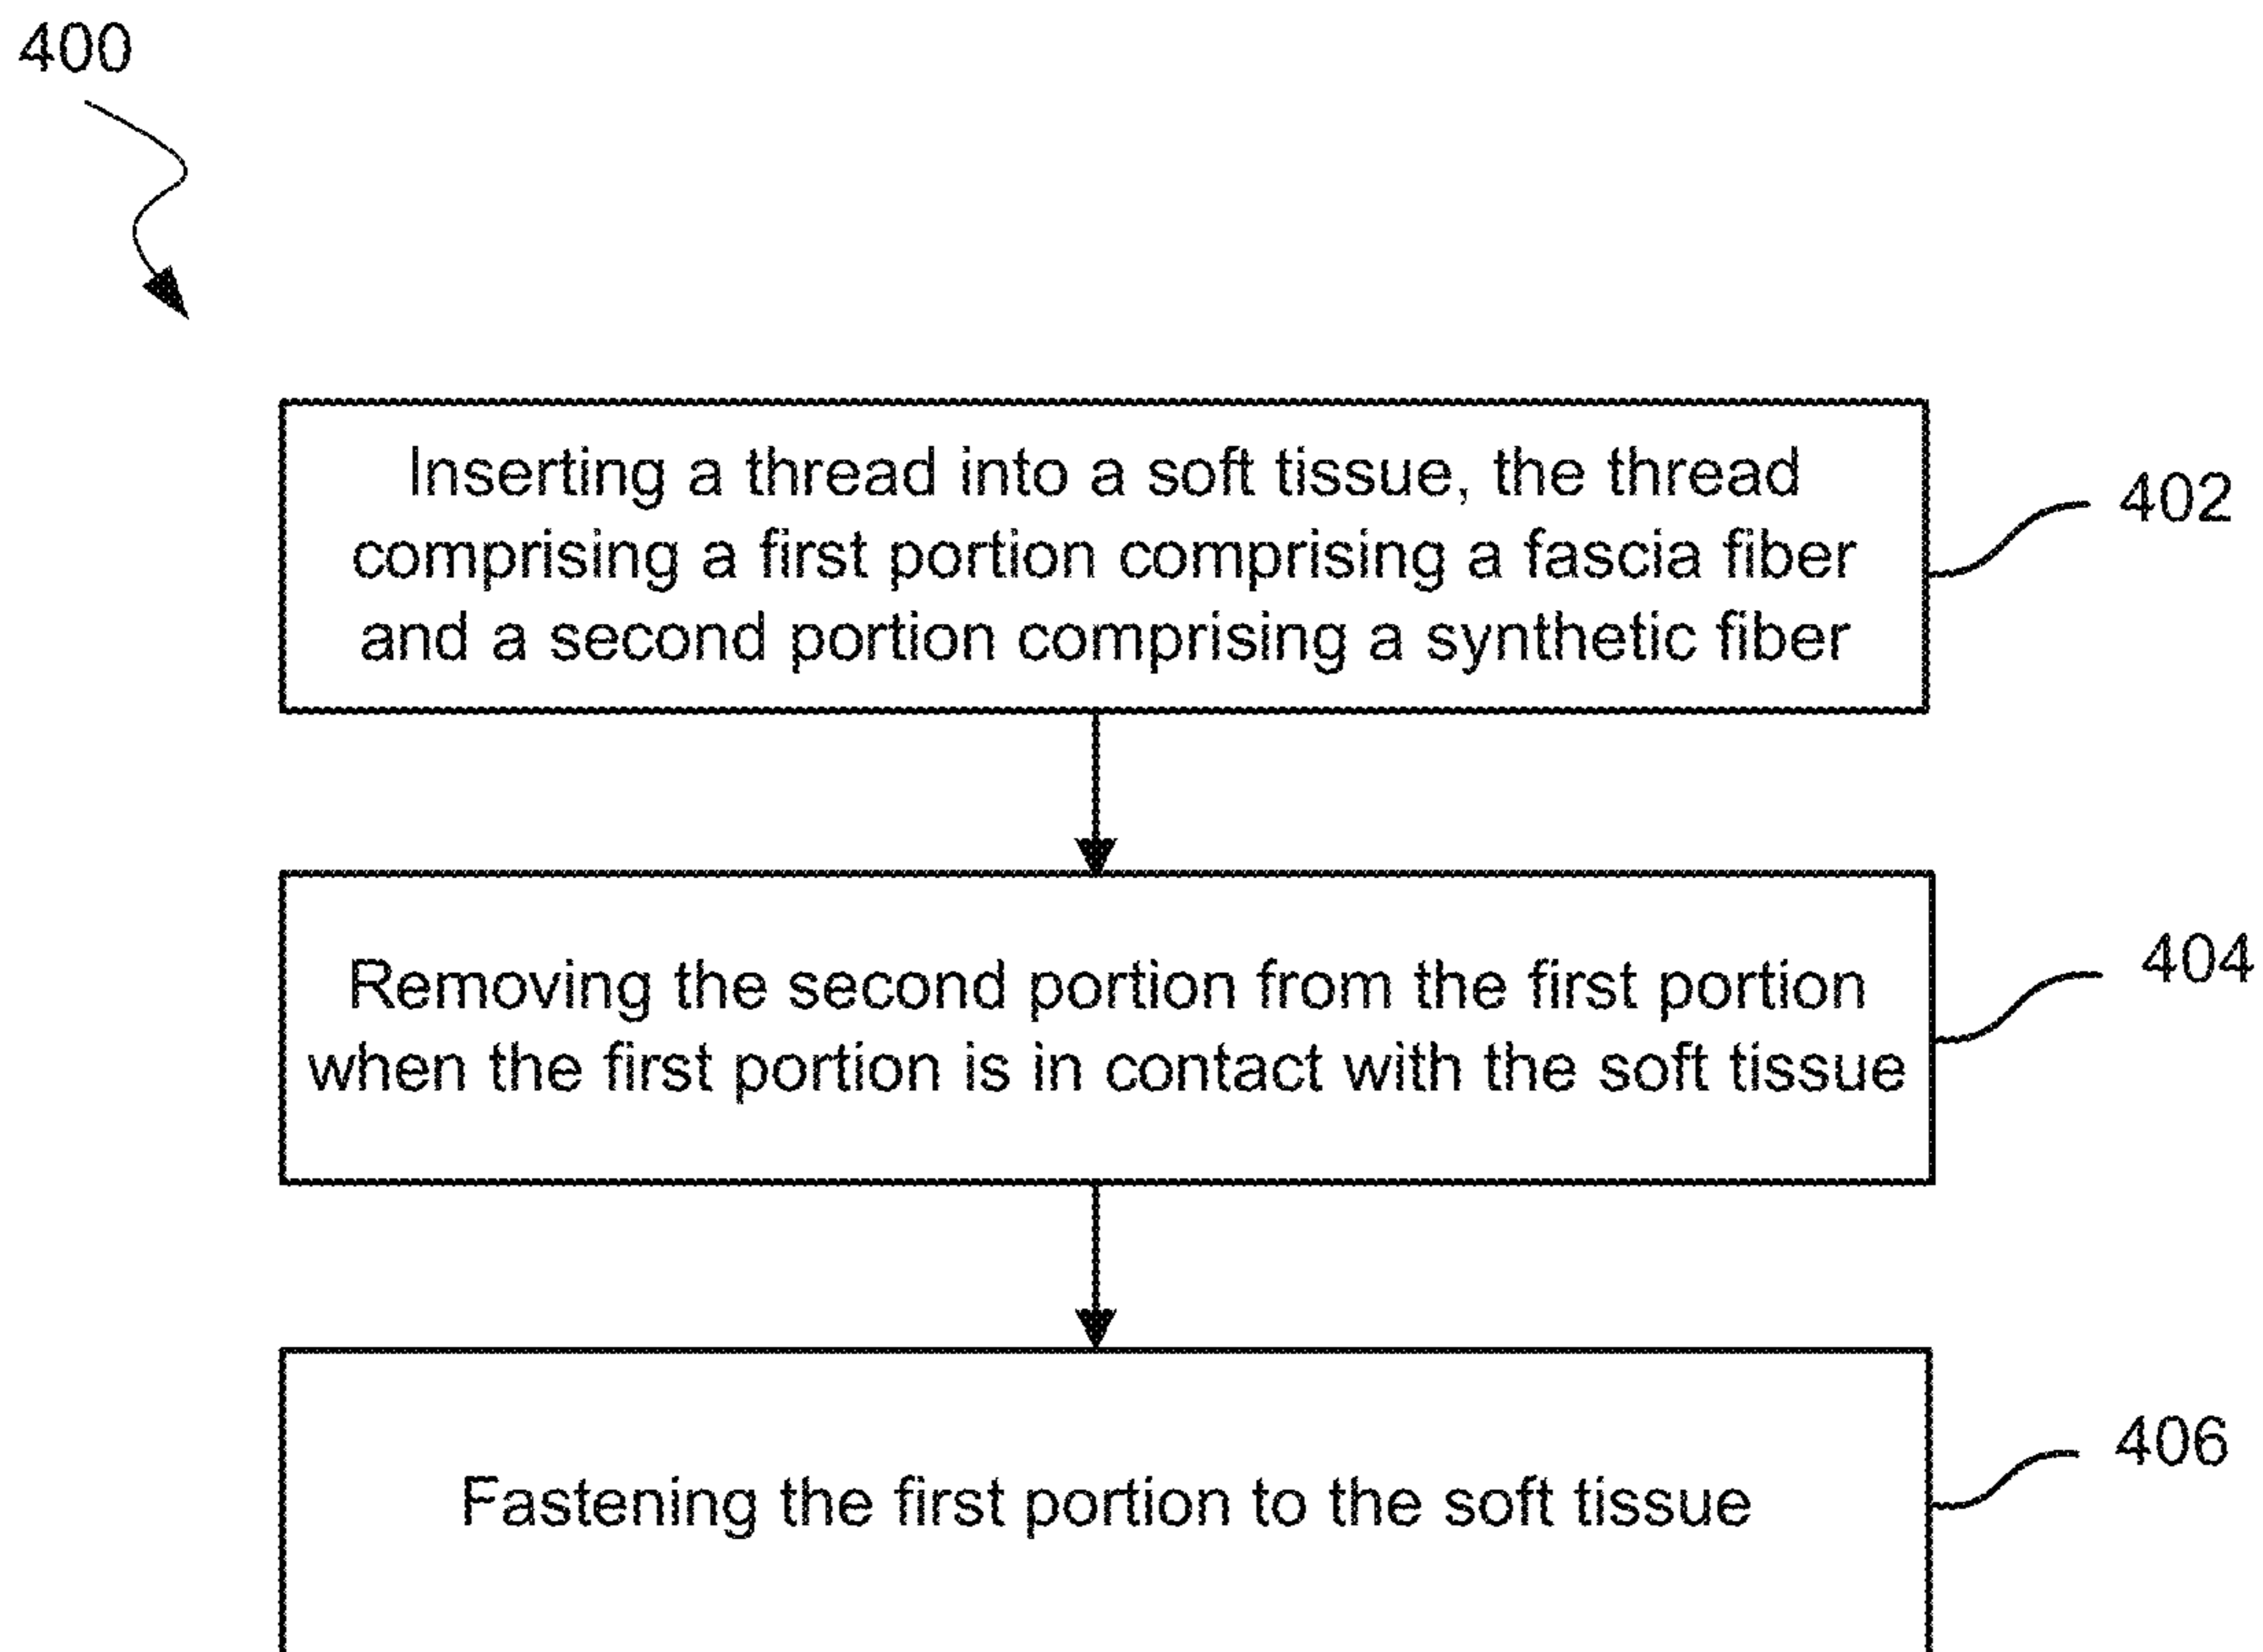 400
Inserting a thread into a soft tissue, the thread
comprising a first portion comprising a fascia fiber
and a second portion comprising a synthetic fiber
402
Removing the second portion from the first portion
when the first portion is in contact with the soft tissue
404
Fastening the first portion to the soft tissue
406